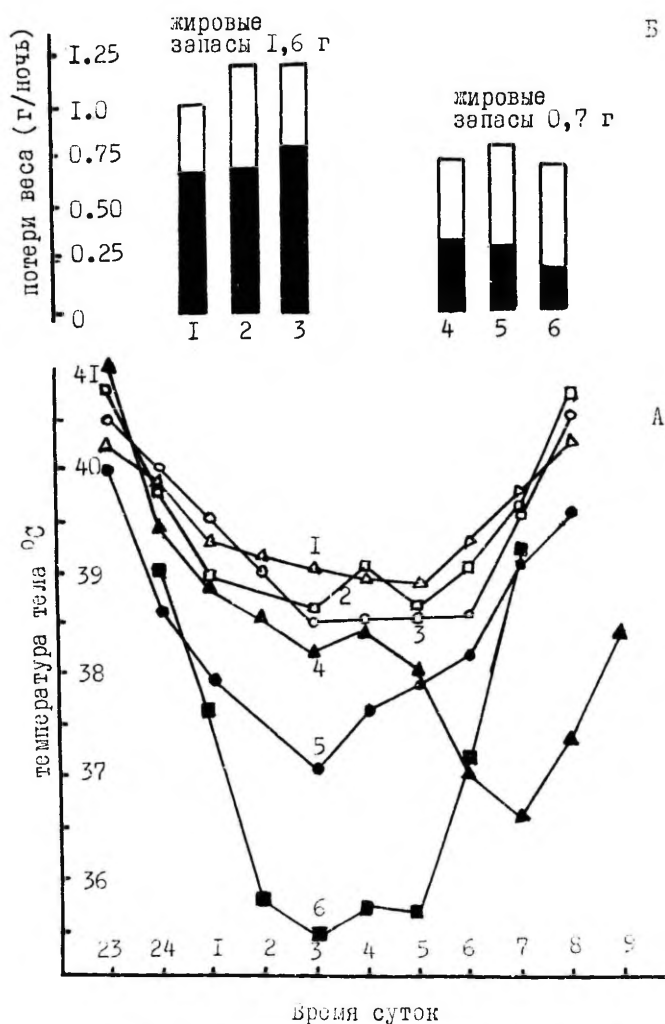 жировые
запасы I,6 г
Б
жировые
запасы 0,7 г
потери веса (г/ночь)
I.25
I.0
0.75
0.50
0.25
0
I 2 3
4 5 6
А
температура тела °C
4I
40
39
38
37
36
I
2
3
4
5
6
23 24 I 2 3 4 5 6 7 8 9
Время суток